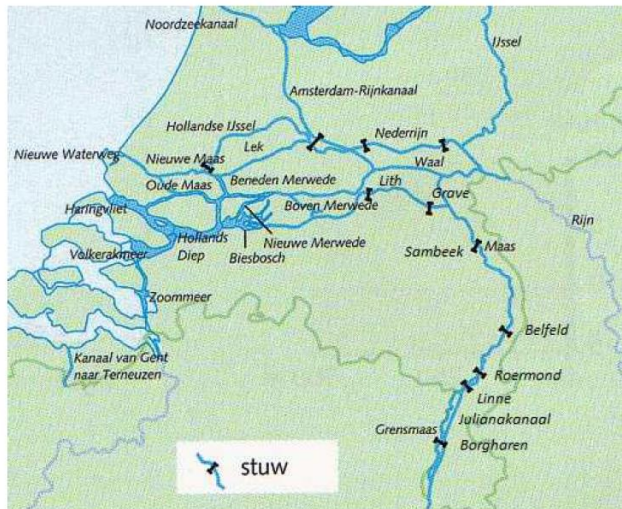 Noordzeekanaal
IJssel
Amsterdam-Rijnkanaal
Hollandse IJssel
Nederrijn
Lek
Nieuwe Waterweg
Nieuwe Maas
Waal
Oude Maas
Beneden Merwede
Lith
Grave
Haringvliet
Boven Merwede
Rijn
Hollands
Diep
Nieuwe Merwede
Volkerakmeer
Biesbosch
Sambeek
Maas
Zoommeer
Belfeld
Kanaal van Gent
naar Terneuzen
Roermond
Linne
Julianakanaal
Grensmaas
Borgharen
stuw